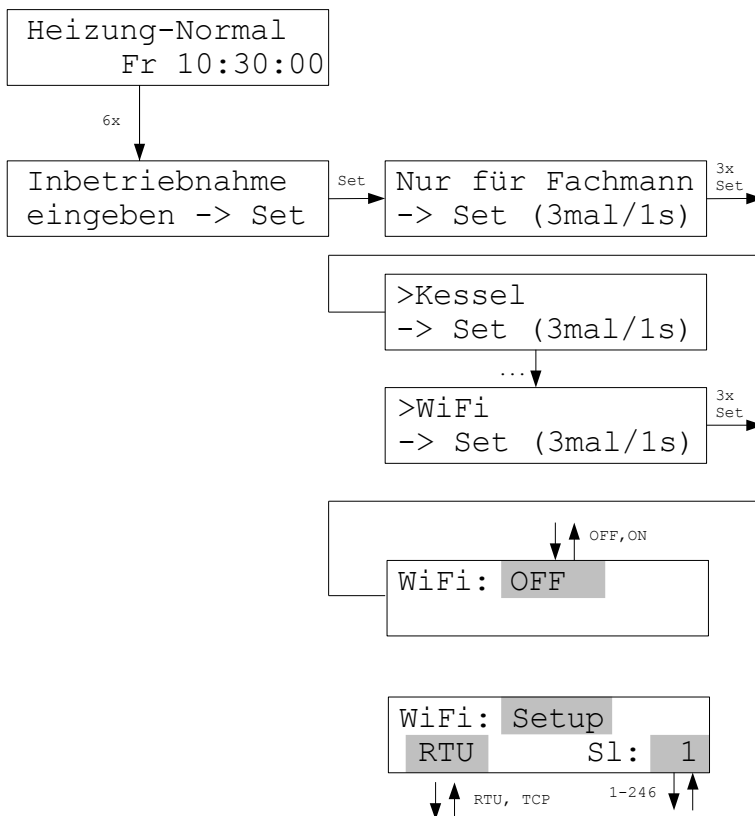 Heizung-Normal
Fr 10:30:00
6x
Inbetriebnahme
eingeben -> Set
Set
Nur für Fachmann
-> Set (3mal/1s)
3x
Set
>Kessel
-> Set (3mal/1s)
...
>WiFi
-> Set (3mal/1s)
3x
Set
OFF,ON
WiFi: OFF
WiFi: Setup
RTU Sl: 1
RTU, TCP
1-246